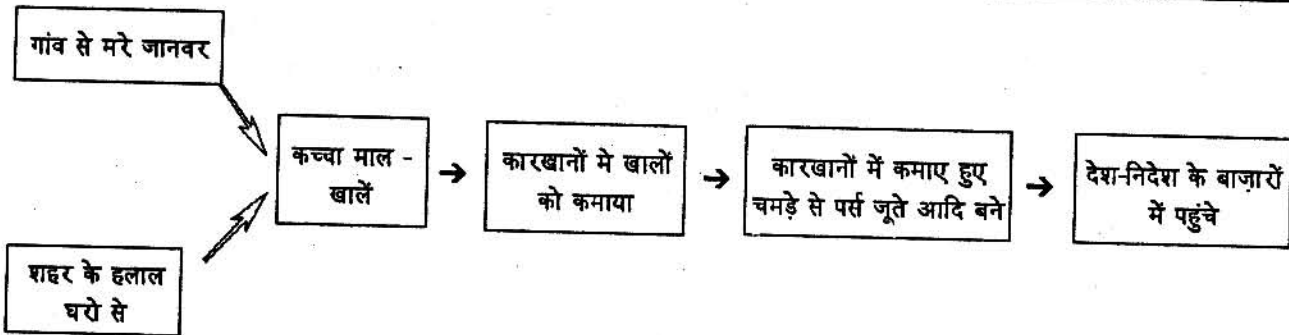 गांव से मरे जानवर
कच्चा माल -
खालें
कारखानों मे खालों
को कमाया
कारखानों में कमाए हुए
चमड़े से पर्स जूते आदि बने
देश-निदेश के बाज़ारों
में पहुंचे
शहर के हलाल
घरो से